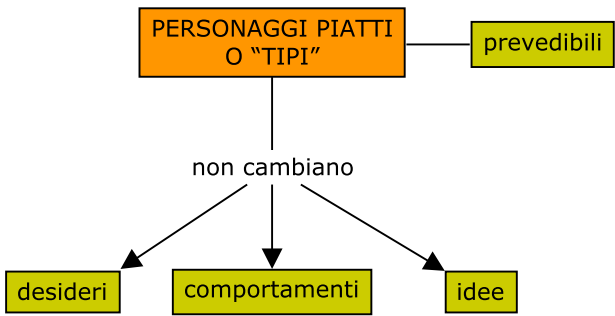 PERSONAGGI PIATTI
O “TIPI”
prevedibili
non cambiano
desideri
comportamenti
idee